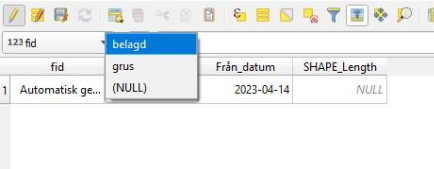 123 fid
belagd
grus
(NULL)
fid
Från_datum
SHAPE_Length
1 Automatisk ge... 2023-04-14 NULL